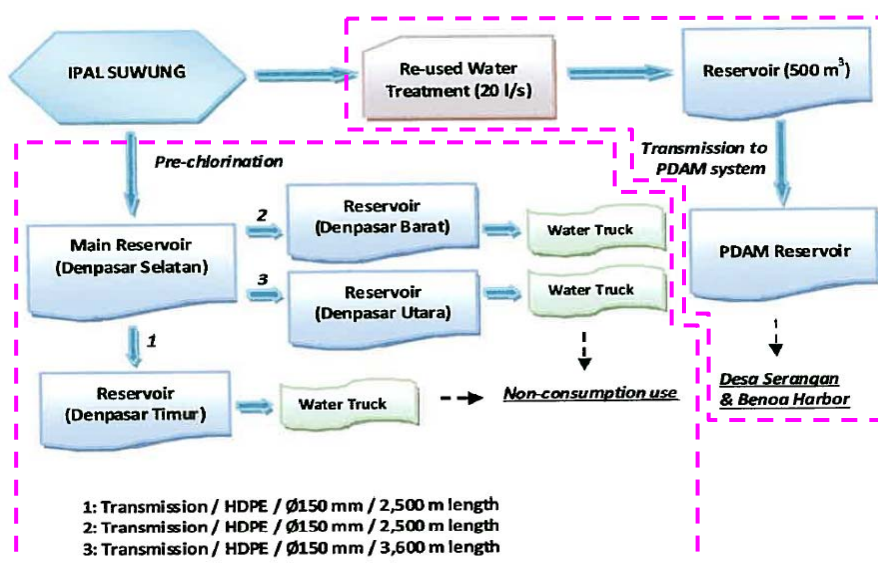 IPAL SUWUNG
Re-used Water
Treatment (20 l/s)
Reservoir (500 m³)
Pre-chlorination
Transmission to
PDAM system
Main Reservoir
(Denpasar Selatan)
2
Reservoir
(Denpasar Barat)
Water Truck
PDAM Reservoir
3
Reservoir
(Denpasar Utara)
Water Truck
1
Reservoir
(Denpasar Timur)
Water Truck
Non-consumption use
Desa Serangan
& Benoa Harbor
1: Transmission / HDPE / Ø150 mm / 2,500 m length
2: Transmission / HDPE / Ø150 mm / 2,500 m length
3: Transmission / HDPE / Ø150 mm / 3,600 m length